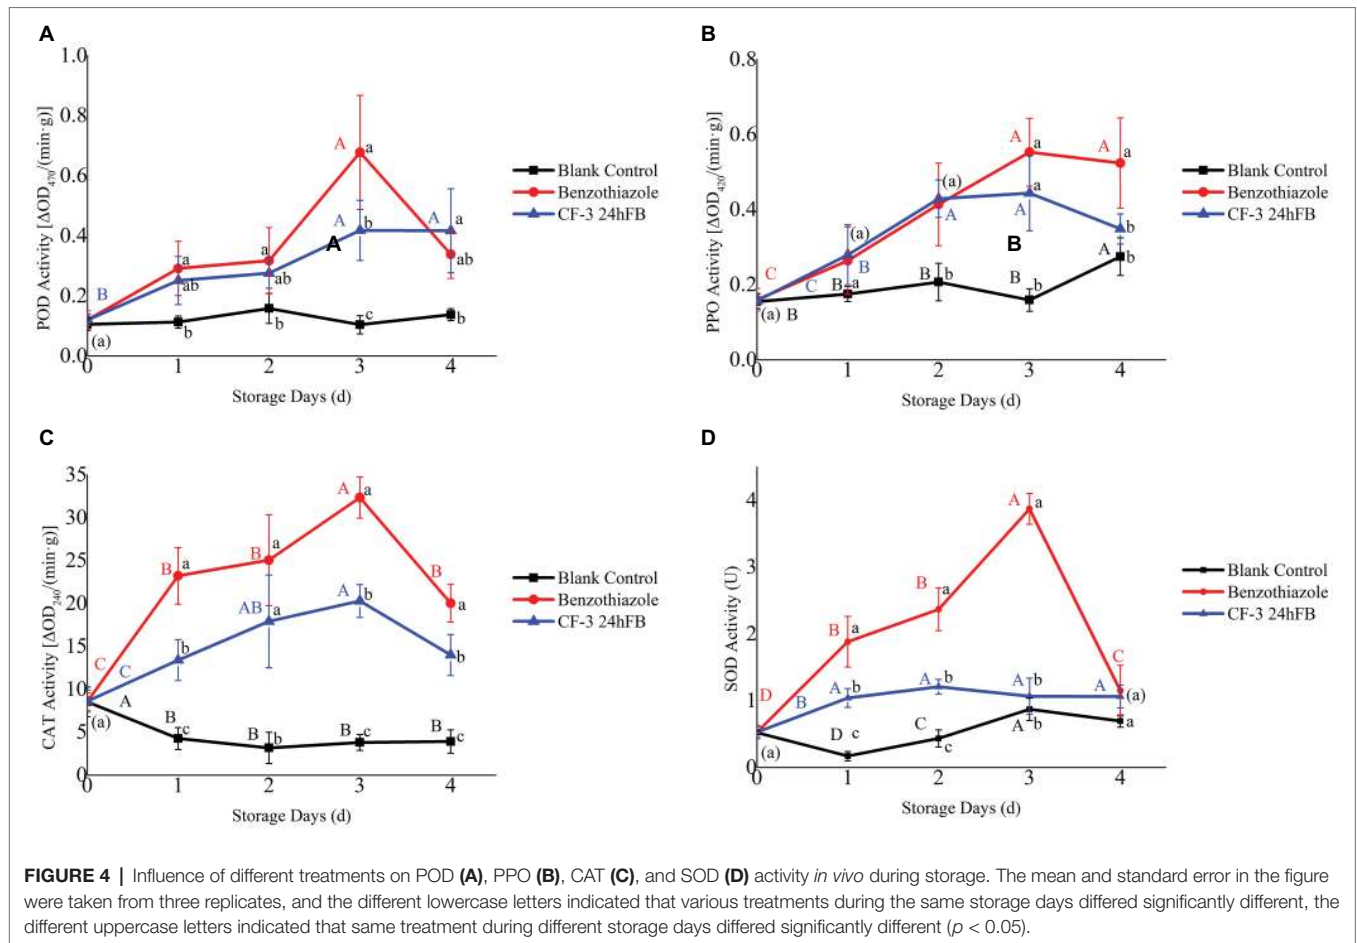 A
1.0
0.8
0.6
0.4
0.2
0.0
POD Activity [ΔOD470/(min·g)]
0 1 2 3 4
Storage Days (d)
B
(a)
a
ab
b
a
ab
b
A a
A b
A
c
A a
ab
b
Blank Control
Benzothiazole
CF-3 24hFB
B
0.8
0.6
0.4
0.2
0.0
PPO Activity [ΔOD420/(min·g)]
0 1 2 3 4
Storage Days (d)
C
(a) B
C
(a)
B
B a
(a)
A
B b
A a
a
A
B
B b
A a
b
A b
Blank Control
Benzothiazole
CF-3 24hFB
C
35
30
25
20
15
10
5
0
CAT Activity [ΔOD240/(min·g)]
0 1 2 3 4
Storage Days (d)
C
C
A
(a)
B a
b
B c
B a
AB a
B b
A a
A b
B c
B a
b
B c
Blank Control
Benzothiazole
CF-3 24hFB
D
4
3
2
1
0
SOD Activity (U)
0 1 2 3 4
Storage Days (d)
D
B
(a)
B a
A b
D c
B a
A b
C c
A a
A b
A b
C
A (a)
a
Blank Control
Benzothiazole
CF-3 24hFB
FIGURE 4 | Influence of different treatments on POD (A), PPO (B), CAT (C), and SOD (D) activity in vivo during storage. The mean and standard error in the figure
were taken from three replicates, and the different lowercase letters indicated that various treatments during the same storage days differed significantly different, the
different uppercase letters indicated that same treatment during different storage days differed significantly different (p < 0.05).